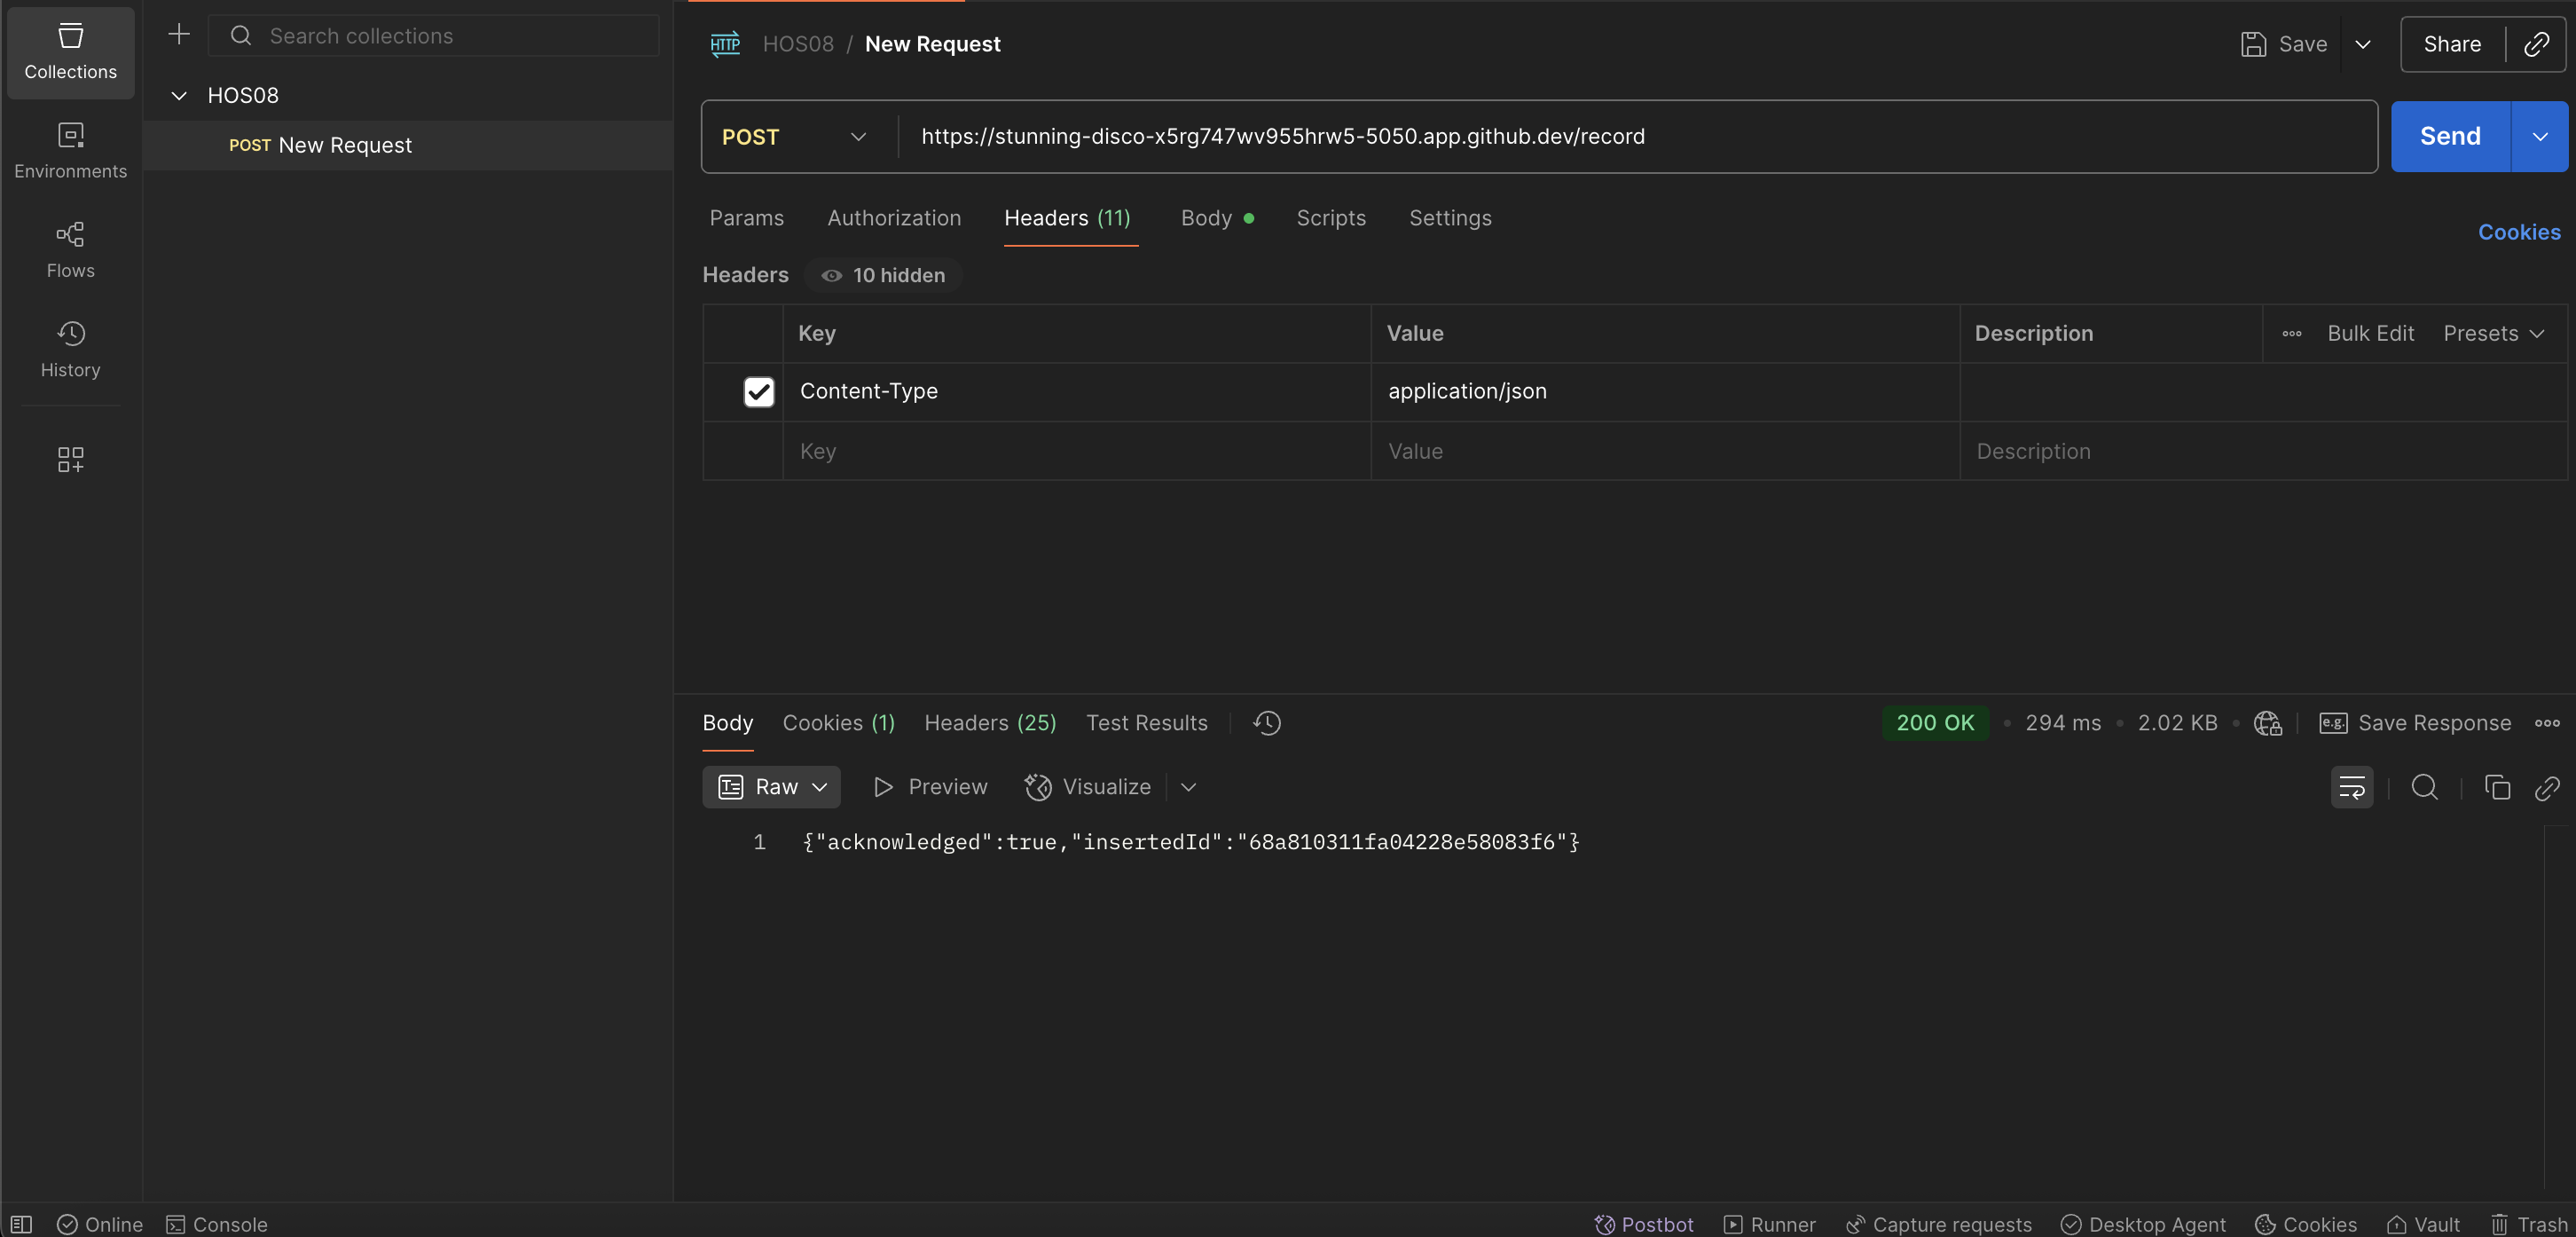 Collections
Environments
Flows
History
Search collections
HOS08
POST New Request
HTTP HOS08 / New Request
Save
Share
POST https://stunning-disco-x5rg747wv955hrw5-5050.app.github.dev/record
Send
Params Authorization Headers (11) Body Scripts Settings
Cookies
Headers 10 hidden
Key Value Description Bulk Edit Presets
Content-Type application/json
Key Value Description
Body Cookies (1) Headers (25) Test Results
200 OK 294 ms 2.02 KB e.g. Save Response
Raw Preview Visualize
1 {"acknowledged":true,"insertedId":"68a810311fa04228e58083f6"}
Online Console Postbot Runner Capture requests Desktop Agent Cookies Vault Trash